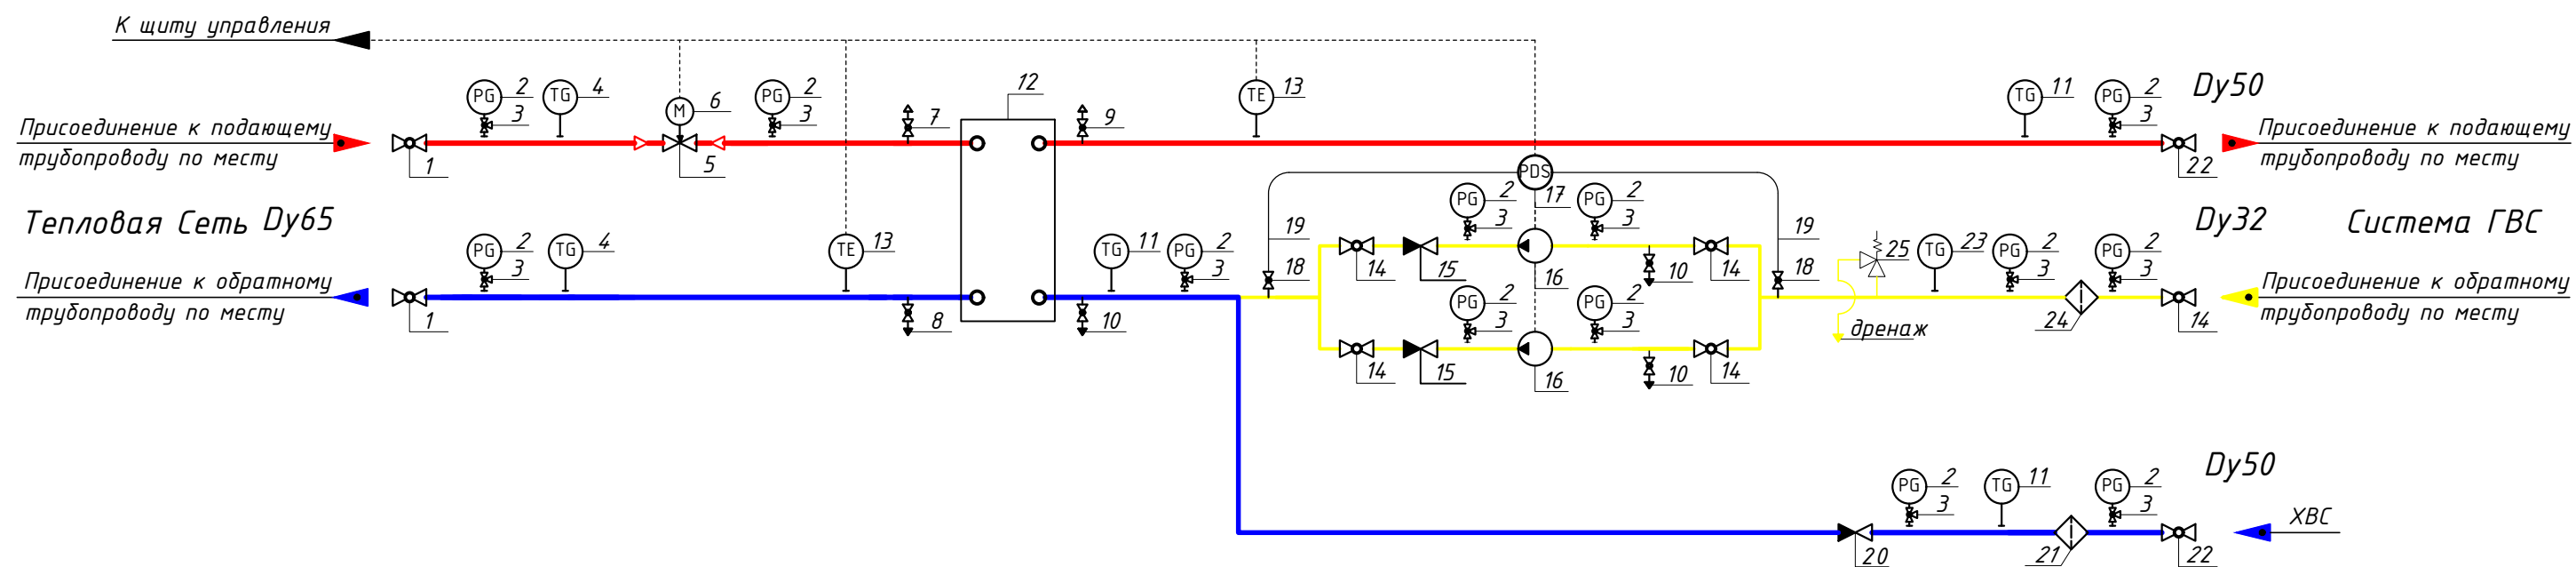 К щиту управления
PG 2 3
TG 4
M 6
5
PG 2 3
7
12
9
TE 13
TG 11
PG 2 3
Dy50
Присоединение к подающему
трубопроводу по месту
1
22
Присоединение к подающему
трубопроводу по месту
PDS
17
Тепловая Сеть Dy65
PG 2 3
TG 4
TE 13
8
TG 11
PG 2 3
10
19
18
PG 2 3
PG 2 3
14
15
16
10
14
19
18
PG 2 3
PG 2 3
14
15
16
10
14
25
дренаж
TG 23
PG 2 3
24
PG 2 3
14
Dy32
Система ГВС
Присоединение к обратному
трубопроводу по месту
1
Присоединение к обратному
трубопроводу по месту
Dy50
PG 2 3
TG 11
PG 2 3
20
21
22
ХВС